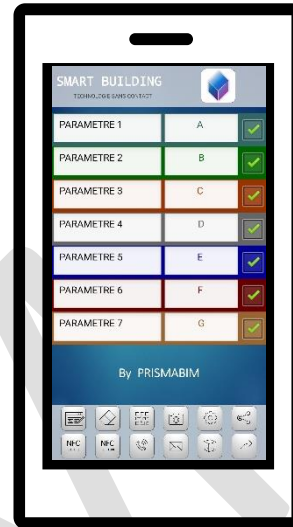 SMART BUILDING
TECHNOLOGIE SANS CONTACT
PARAMETRE 1 A
PARAMETRE 2 B
PARAMETRE 3 C
PARAMETRE 4 D
PARAMETRE 5 E
PARAMETRE 6 F
PARAMETRE 7 G
By PRISMABIM
NFC NFC